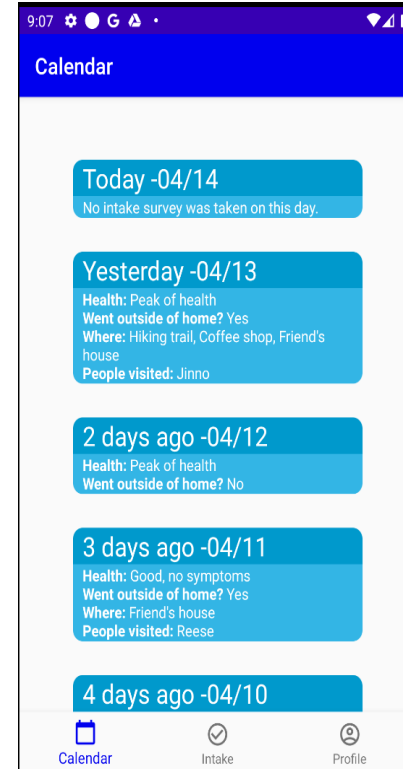 9:07 G
Calendar
Today -04/14
No intake survey was taken on this day.
Yesterday -04/13
Health: Peak of health
Went outside of home? Yes
Where: Hiking trail, Coffee shop, Friend's
house
People visited: Jinno
2 days ago -04/12
Health: Peak of health
Went outside of home? No
3 days ago -04/11
Health: Good, no symptoms
Went outside of home? Yes
Where: Friend's house
People visited: Reese
4 days ago -04/10
Calendar Intake Profile